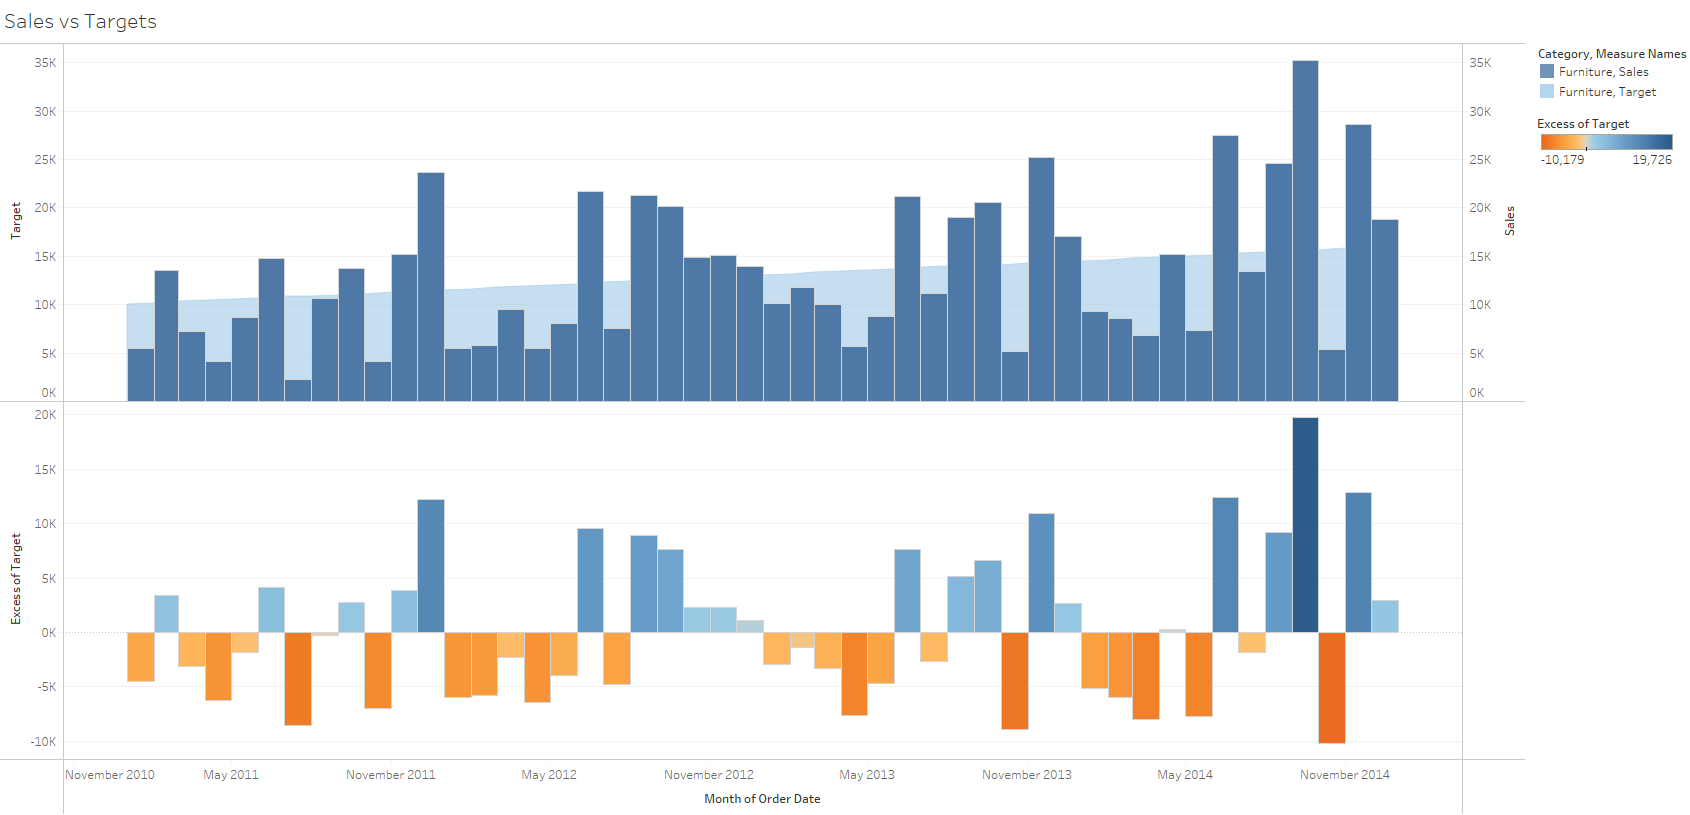 Sales vs Targets
Category, Measure Names
Furniture, Sales
Furniture, Target
Excess of Target
-10,179 19,726
35K
30K
25K
20K
15K
10K
5K
0K
Target
35K
30K
25K
20K
15K
10K
5K
0K
Sales
20K
15K
10K
5K
0K
-5K
-10K
Excess of Target
November 2010 May 2011 November 2011 May 2012 November 2012 May 2013 November 2013 May 2014 November 2014
Month of Order Date